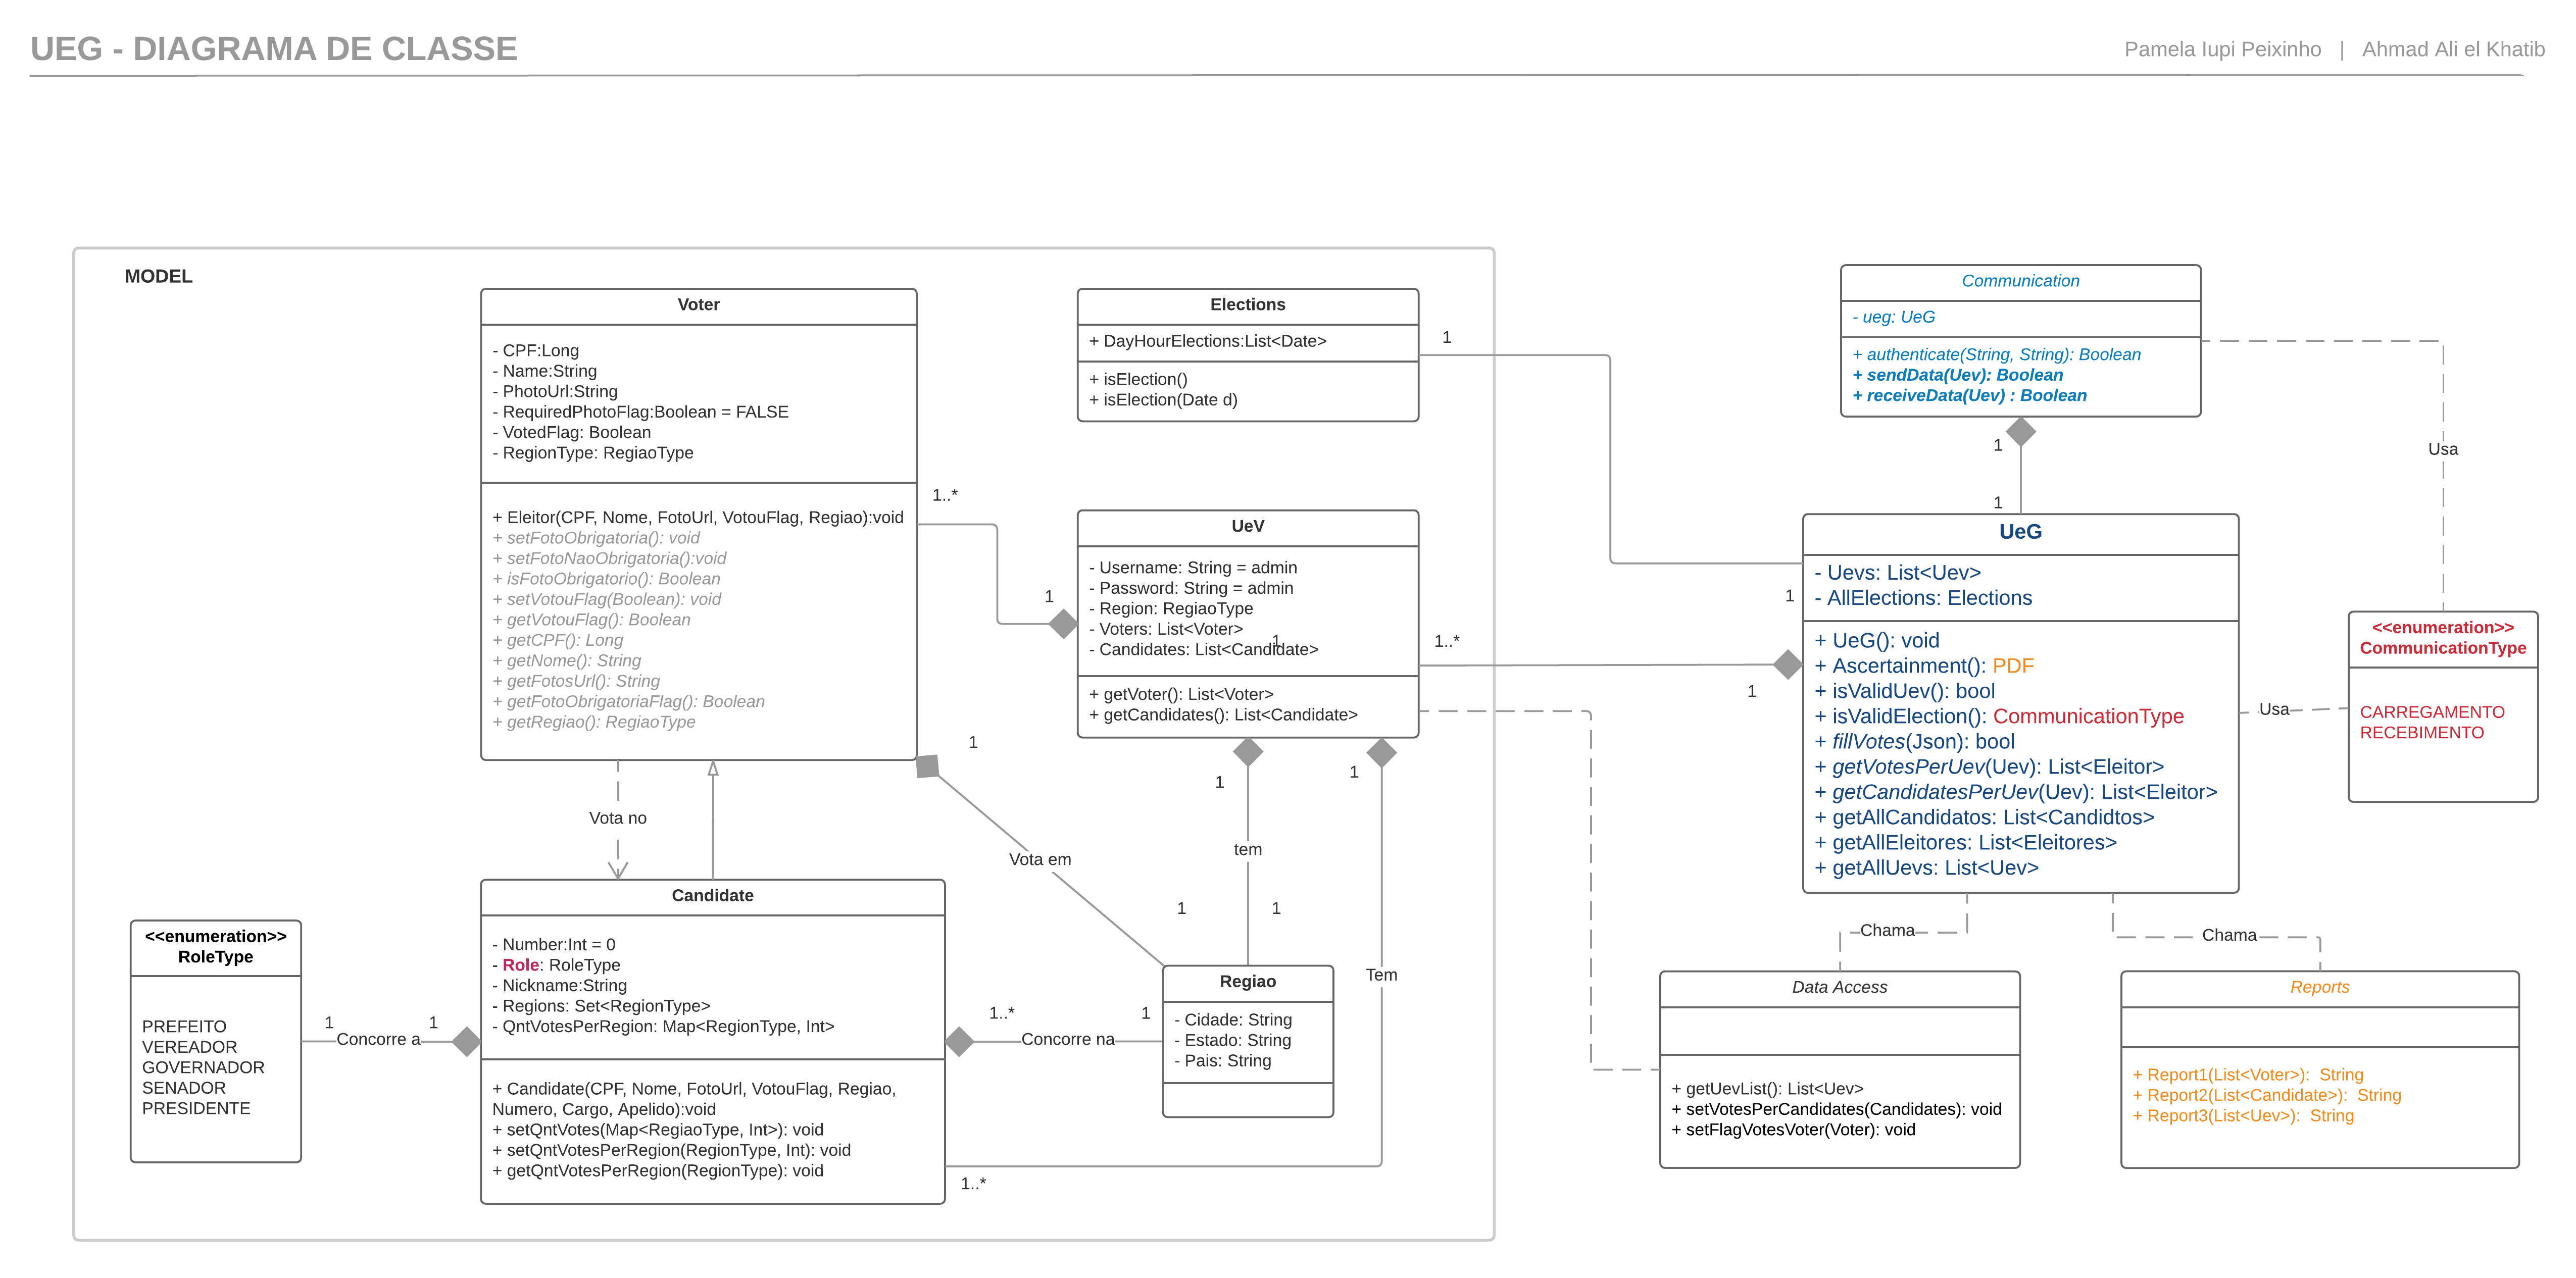 UEG - DIAGRAMA DE CLASSE
Pamela Iupi Peixinho | Ahmad Ali el Khatib
MODEL
Voter
- CPF:Long
- Name:String
- PhotoUrl:String
- RequiredPhotoFlag:Boolean = FALSE
- VotedFlag: Boolean
- RegionType: RegiaoType
+ Eleitor(CPF, Nome, FotoUrl, VotouFlag, Regiao):void
+ setFotoObrigatoria(): void
+ setFotoNaoObrigatoria():void
+ isFotoObrigatorio(): Boolean
+ setVotouFlag(Boolean): void
+ getVotouFlag(): Boolean
+ getCPF(): Long
+ getNome(): String
+ getFotosUrl(): String
+ getFotoObrigatoriaFlag(): Boolean
+ getRegiao(): RegiaoType
Elections
+ DayHourElections:List<Date>
+ isElection()
+ isElection(Date d)
1
1
1..*
1
UeV
- Username: String = admin
- Password: String = admin
- Region: RegiaoType
- Voters: List<Voter>
- Candidates: List<Candidate>
1
+ getVoter(): List<Voter>
+ getCandidates(): List<Candidate>
1..*
1
Communication
- ueg: UeG
+ authenticate(String, String): Boolean
+ sendData(Uev): Boolean
+ receiveData(Uev) : Boolean
1
1
Usa
UeG
- Uevs: List<Uev>
- AllElections: Elections
+ UeG(): void
+ Ascertainment(): PDF
+ isValidUev(): bool
+ isValidElection(): CommunicationType
+ fillVotes(Json): bool
+ getVotesPerUev(Uev): List<Eleitor>
+ getCandidatesPerUev(Uev): List<Eleitor>
+ getAllCandidatos: List<Candidtos>
+ getAllEleitores: List<Eleitores>
+ getAllUevs: List<Uev>
Usa
<<enumeration>>
CommunicationType
CARREGAMENTO
RECEBIMENTO
Vota no
1
Vota em
1
tem
1
1
1
Tem
1..*
<<enumeration>>
RoleType
PREFEITO
VEREADOR
GOVERNADOR
SENADOR
PRESIDENTE
1
Concorre a
1
Candidate
- Number:Int = 0
- Role: RoleType
- Nickname:String
- Regions: Set<RegionType>
- QntVotesPerRegion: Map<RegionType, Int>
+ Candidate(CPF, Nome, FotoUrl, VotouFlag, Regiao,
Numero, Cargo, Apelido):void
+ setQntVotes(Map<RegiaoType, Int>): void
+ setQntVotesPerRegion(RegionType, Int): void
+ getQntVotesPerRegion(RegionType): void
1..*
Concorre na
1
Regiao
- Cidade: String
- Estado: String
- Pais: String
Chama
Chama
Data Access
+ getUevList(): List<Uev>
+ setVotesPerCandidates(Candidates): void
+ setFlagVotesVoter(Voter): void
Reports
+ Report1(List<Voter>): String
+ Report2(List<Candidate>): String
+ Report3(List<Uev>): String